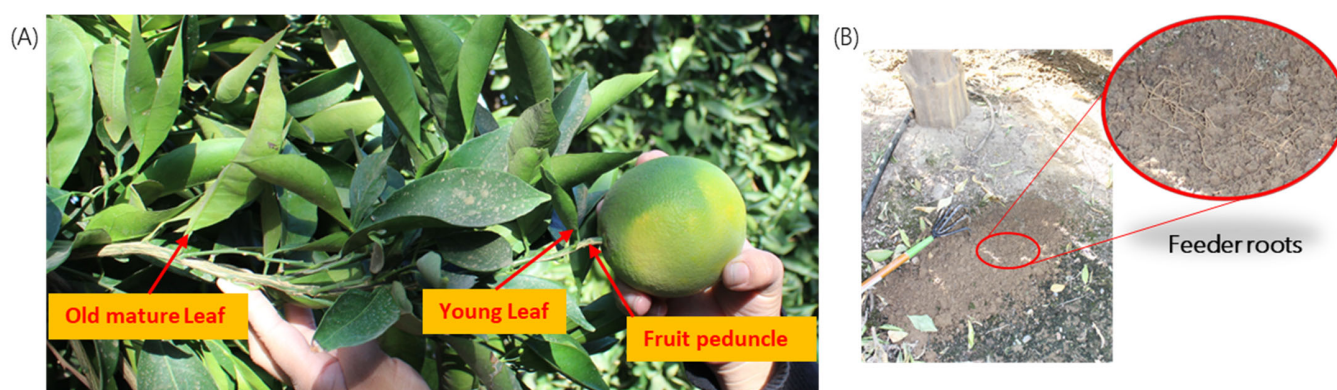 (A)
Old mature Leaf
Young Leaf
Fruit peduncle
(B)
Feeder roots